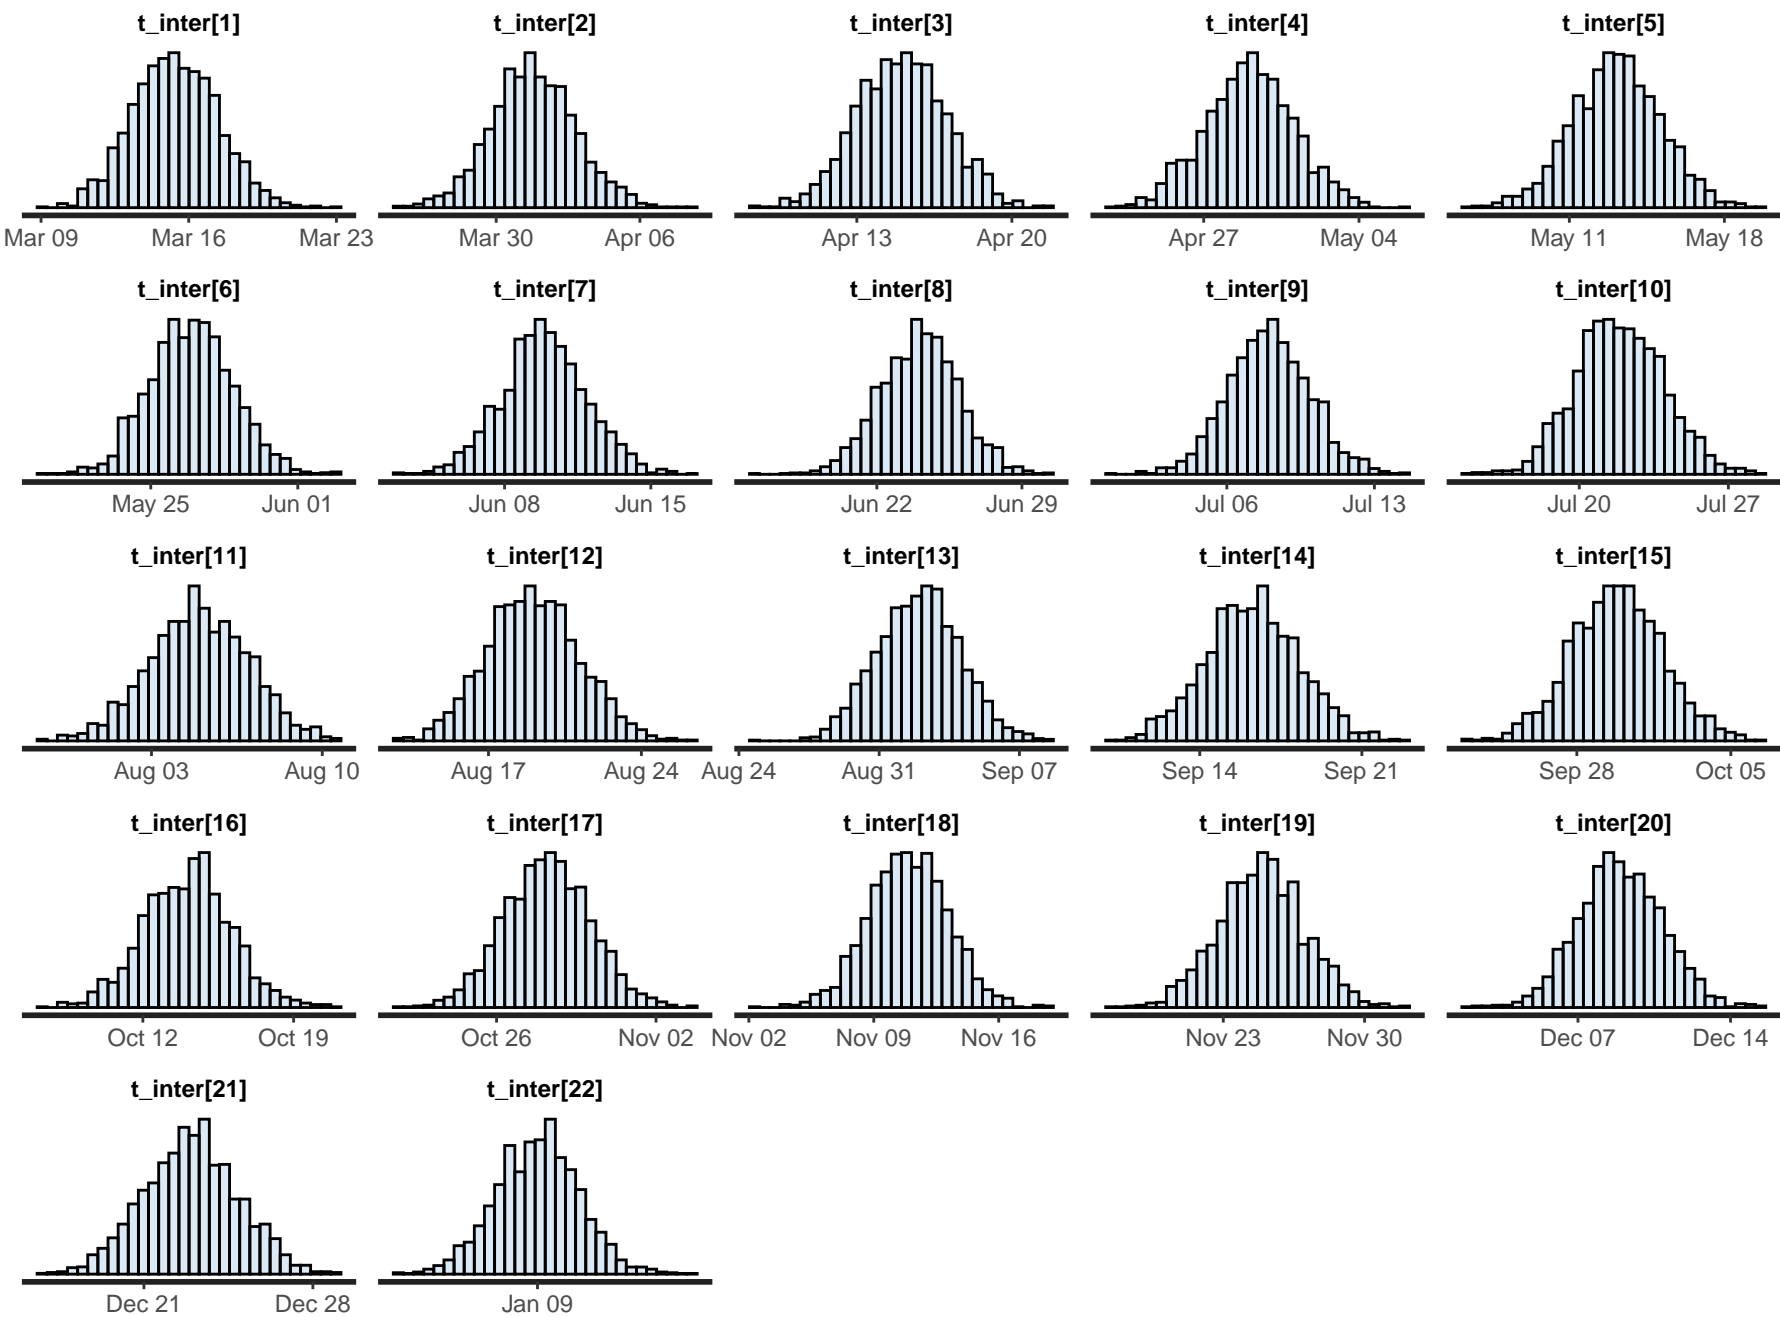 t_inter[1] t_inter[2] t_inter[3] t_inter[4] t_inter[5]
Mar 09 Mar 16 Mar 23 Mar 30 Apr 06 Apr 13 Apr 20 Apr 27 May 04 May 11 May 18
t_inter[6] t_inter[7] t_inter[8] t_inter[9] t_inter[10]
May 25 Jun 01 Jun 08 Jun 15 Jun 22 Jun 29 Jul 06 Jul 13 Jul 20 Jul 27
t_inter[11] t_inter[12] t_inter[13] t_inter[14] t_inter[15]
Aug 03 Aug 10 Aug 17 Aug 24 Aug 24 Aug 31 Sep 07 Sep 14 Sep 21 Sep 28 Oct 05
t_inter[16] t_inter[17] t_inter[18] t_inter[19] t_inter[20]
Oct 12 Oct 19 Oct 26 Nov 02 Nov 02 Nov 09 Nov 16 Nov 23 Nov 30 Dec 07 Dec 14
t_inter[21] t_inter[22]
Dec 21 Dec 28 Jan 09